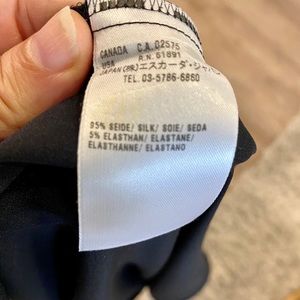 CANADA C.A. 02575
USA R.N. 61891
JAPAN (株)エスカーダ・ジャパン
TEL. 03-5786-6860
95% SEIDE/ SILK/ SOIE/ SEDA
5% ELASTHAN/ ELASTANE/
ELASTHANNE/ ELASTANO